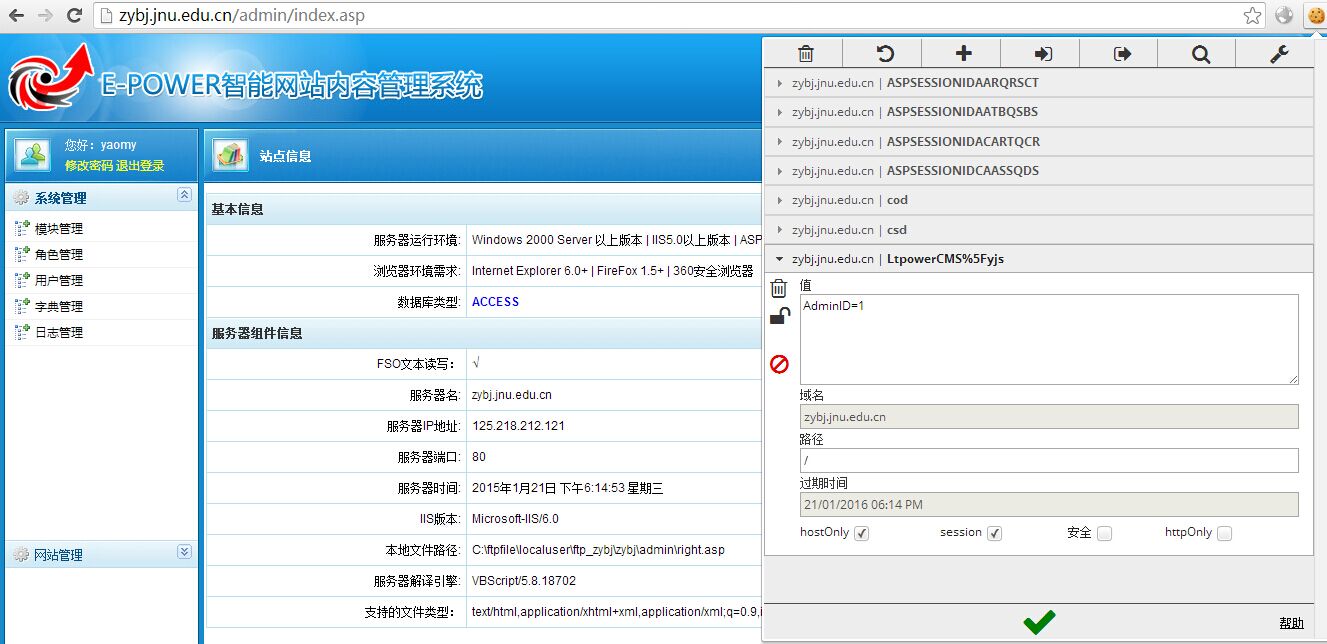 zybj.jnu.edu.cn/admin/index.asp
E-POWER智能网站内容管理系统
您好：yaomy
修改密码 退出登录
系统管理
模块管理
角色管理
用户管理
字典管理
日志管理
网站管理
站点信息
基本信息
服务器运行环境: Windows 2000 Server 以上版本 | IIS5.0以上版本 | ASP
浏览器环境需求: Internet Explorer 6.0+ | FireFox 1.5+ | 360安全浏览器
数据库类型: ACCESS
服务器组件信息
FSO文本读写： √
服务器名: zybj.jnu.edu.cn
服务器IP地址: 125.218.212.121
服务器端口: 80
服务器时间: 2015年1月21日 下午6:14:53 星期三
IIS版本: Microsoft-IIS/6.0
本地文件路径: C:\ftpfile\localuser\ftp_zybj\zybj\admin\right.asp
服务器解译引擎: VBScript/5.8.18702
支持的文件类型： text/html,application/xhtml+xml,application/xml;q=0.9,i
zybj.jnu.edu.cn | ASPSESSIONIDAARQRSCT
zybj.jnu.edu.cn | ASPSESSIONIDAATBQSBS
zybj.jnu.edu.cn | ASPSESSIONIDACARTQCR
zybj.jnu.edu.cn | ASPSESSIONIDCAASSQDS
zybj.jnu.edu.cn | cod
zybj.jnu.edu.cn | csd
zybj.jnu.edu.cn | LtpowerCMS%5Fyjs
值
AdminID=1
域名
zybj.jnu.edu.cn
路径
/
过期时间
21/01/2016 06:14 PM
hostOnly session 安全 httpOnly
帮助